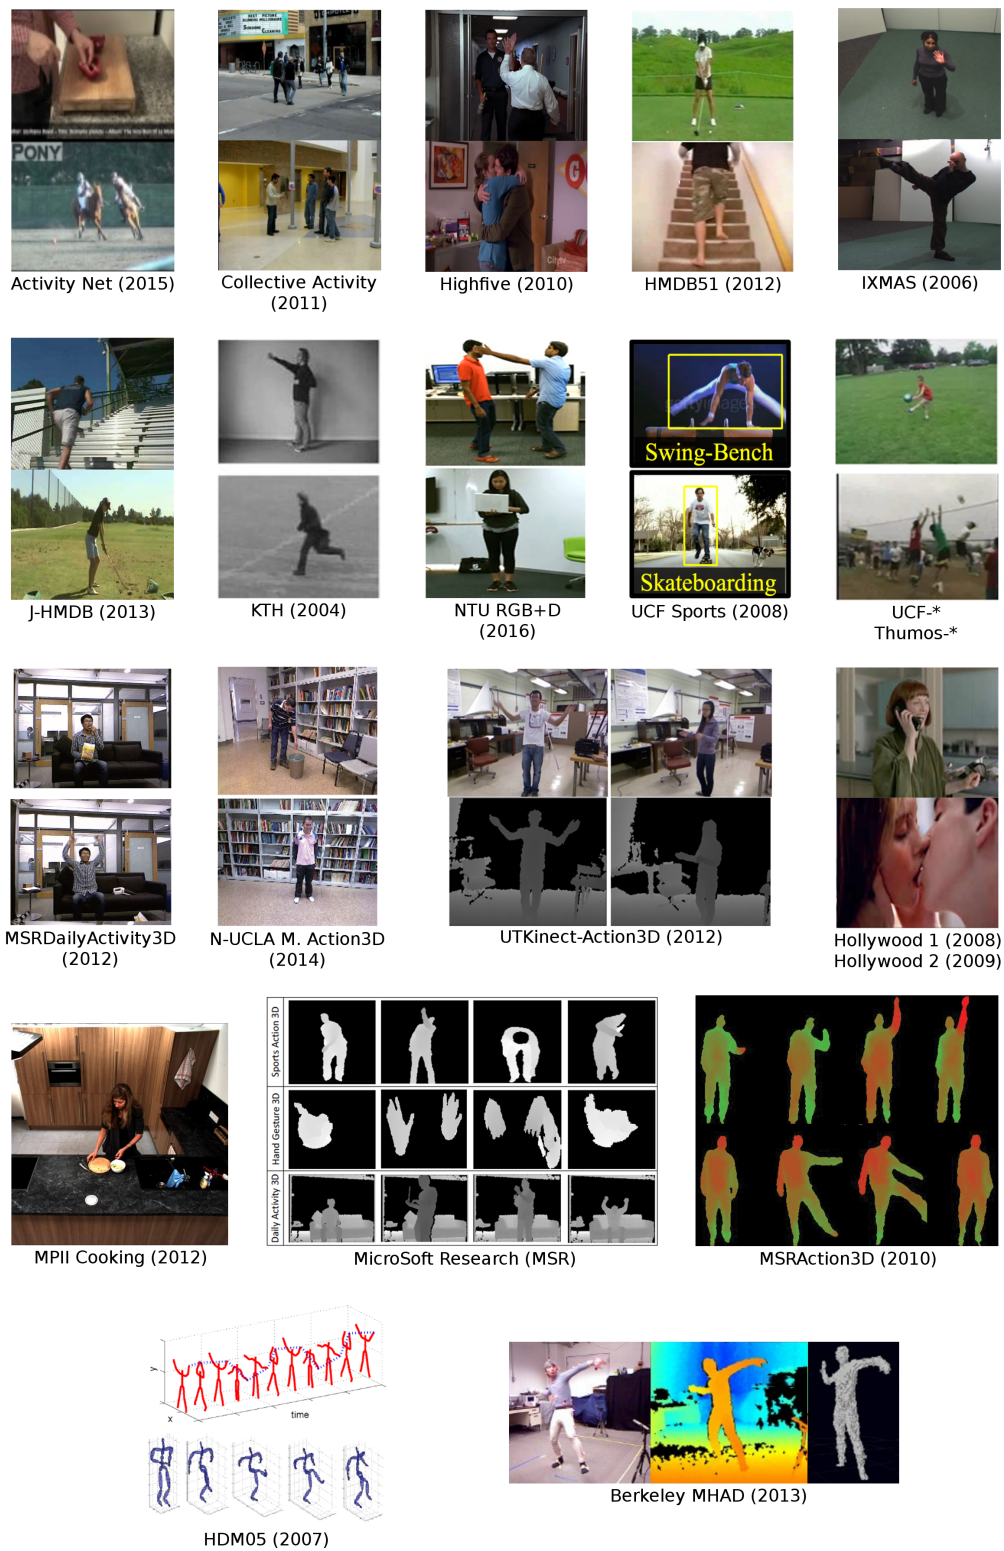 PONY
Activity Net (2015)
Collective Activity
(2011)
G
Citytv
Highfive (2010)
HMDB51 (2012)
IXMAS (2006)
J-HMDB (2013)
KTH (2004)
NTU RGB+D
(2016)
gettyimages
Swing-Bench
Skateboarding
UCF Sports (2008)
UCF-*
Thumos-*
MSRDailyActivity3D
(2012)
N-UCLA M. Action3D
(2014)
UTKinect-Action3D (2012)
Hollywood 1 (2008)
Hollywood 2 (2009)
MPII Cooking (2012)
Sports Action 3D
Hand Gesture 3D
Daily Activity 3D
MicroSoft Research (MSR)
MSRAction3D (2010)
y
x
time
HDM05 (2007)
Berkeley MHAD (2013)